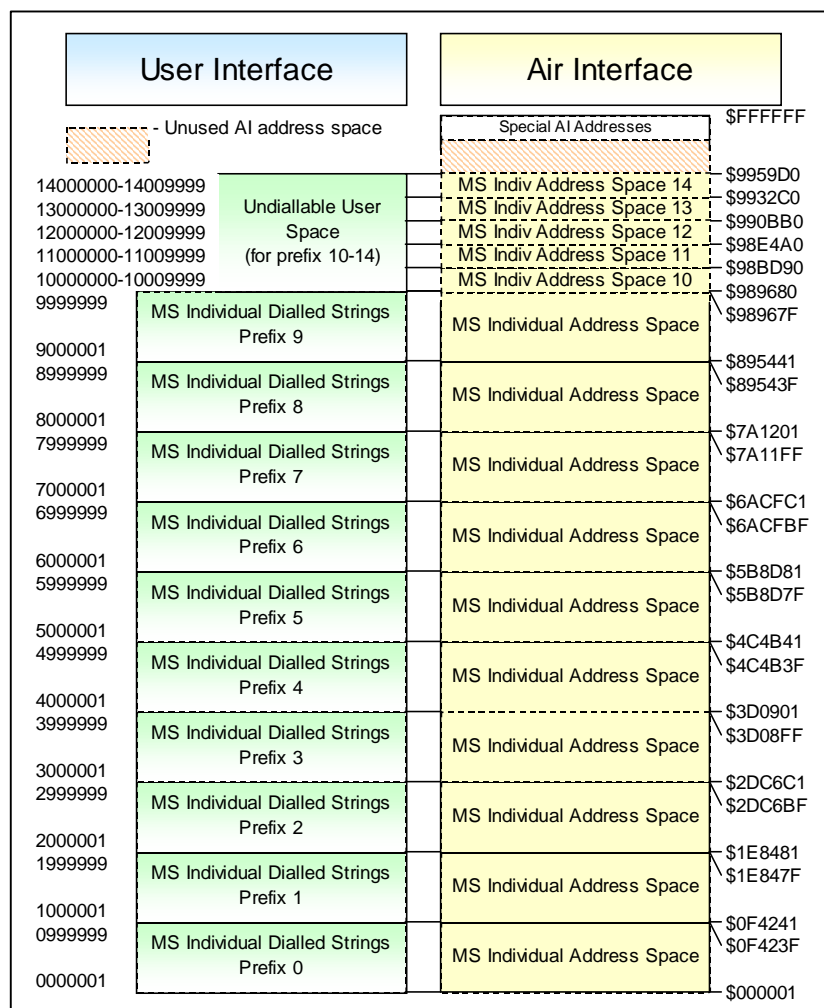 User Interface
Air Interface
- Unused AI address space
Special AI Addresses
$FFFFFF
14000000-14009999
13000000-13009999
12000000-12009999
11000000-11009999
10000000-10009999
Undiallable User
Space
(for prefix 10-14)
MS Indiv Address Space 14
MS Indiv Address Space 13
MS Indiv Address Space 12
MS Indiv Address Space 11
MS Indiv Address Space 10
$9959D0
$9932C0
$990BB0
$98E4A0
$98BD90
$989680
9999999
MS Individual Dialled Strings
Prefix 9
MS Individual Address Space
$98967F
9000001
$895441
8999999
MS Individual Dialled Strings
Prefix 8
MS Individual Address Space
$89543F
8000001
$7A1201
7999999
MS Individual Dialled Strings
Prefix 7
MS Individual Address Space
$7A11FF
7000001
$6ACFC1
6999999
MS Individual Dialled Strings
Prefix 6
MS Individual Address Space
$6ACFBF
6000001
$5B8D81
5999999
MS Individual Dialled Strings
Prefix 5
MS Individual Address Space
$5B8D7F
5000001
$4C4B41
4999999
MS Individual Dialled Strings
Prefix 4
MS Individual Address Space
$4C4B3F
4000001
$3D0901
3999999
MS Individual Dialled Strings
Prefix 3
MS Individual Address Space
$3D08FF
3000001
$2DC6C1
2999999
MS Individual Dialled Strings
Prefix 2
MS Individual Address Space
$2DC6BF
2000001
$1E8481
1999999
MS Individual Dialled Strings
Prefix 1
MS Individual Address Space
$1E847F
1000001
$0F4241
0999999
MS Individual Dialled Strings
Prefix 0
MS Individual Address Space
$0F423F
0000001
$000001